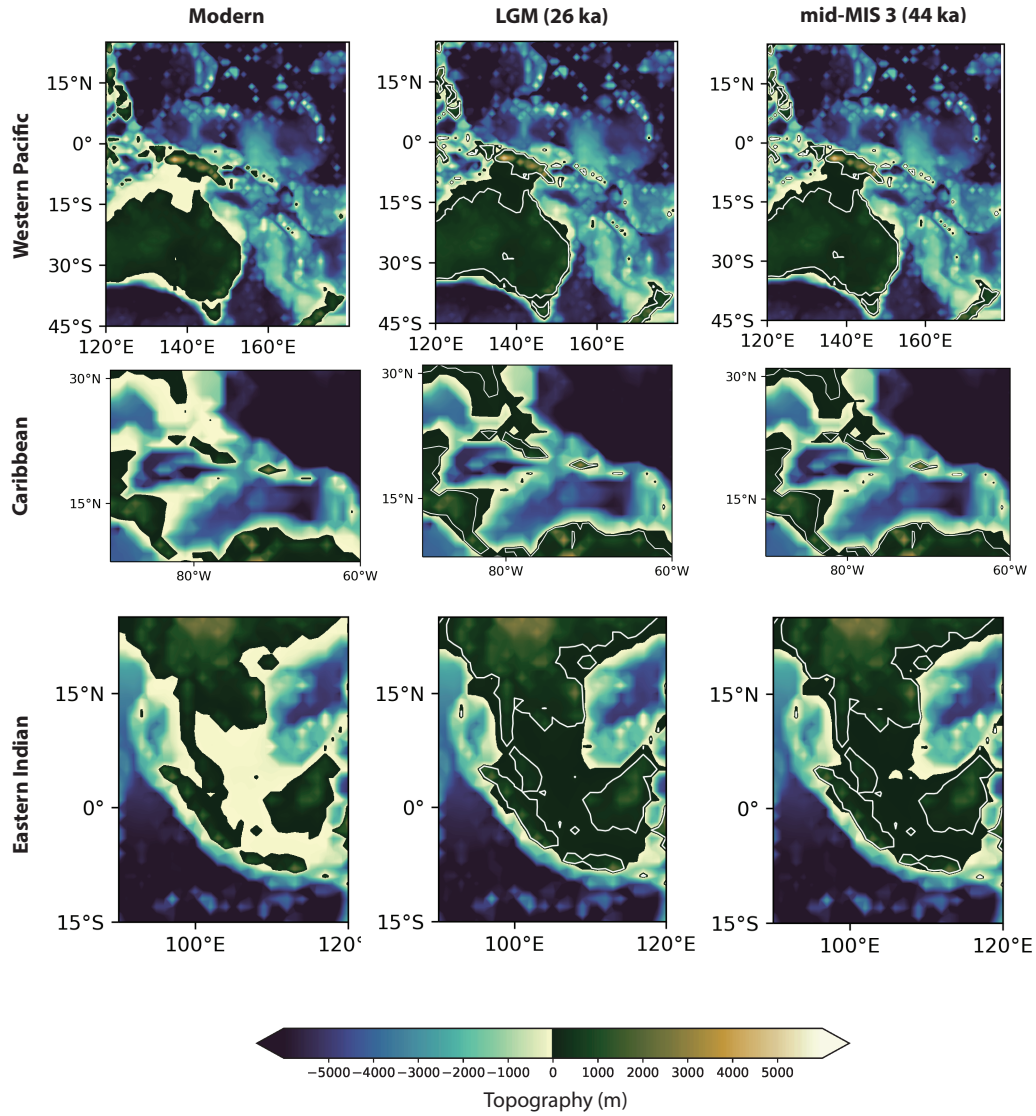 Modern LGM (26 ka) mid-MIS 3 (44 ka)
Western Pacific
15°N 15°N 15°N
0° 0° 0°
15°S 15°S 15°S
30°S 30°S 30°S
45°S 45°S 45°S
120°E 140°E 160°E 120°E 140°E 160°E 120°E 140°E 160°E
Caribbean
30°N 30°N 30°N
15°N 15°N 15°N
80°W 60°W 80°W 60°W 80°W 60°W
Eastern Indian
15°N 15°N 15°N
0° 0° 0°
15°S 15°S 15°S
100°E 120° 100°E 120°E 100°E 120°E
−5000 −4000 −3000 −2000 −1000 0 1000 2000 3000 4000 5000
Topography (m)